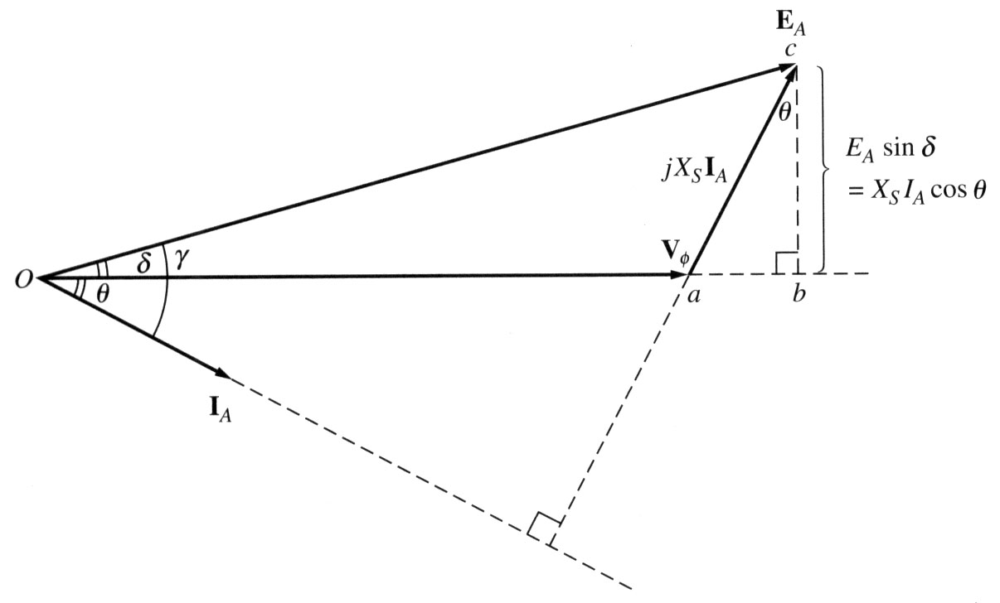 E_A
c
θ
E_A sin δ
= X_S I_A cos θ
jX_S I_A
V_ϕ
O
δ
γ
θ
a
b
I_A